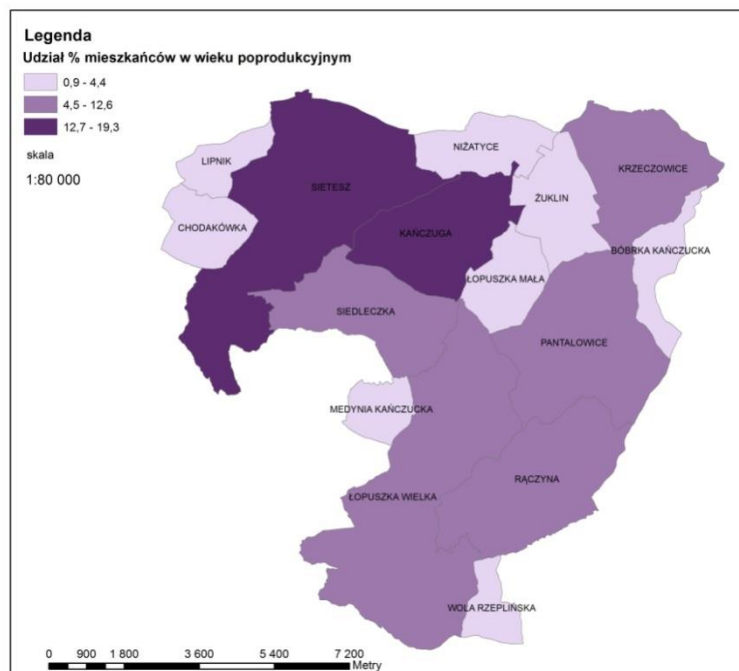 Legenda
Udział % mieszkańców w wieku poprodukcyjnym
0,9 - 4,4
4,5 - 12,6
12,7 - 19,3
skala
1:80 000
LIPNIK
NIŻATYCE
KRZECZOWICE
SIETESZ
ŻUKLIN
CHODAKÓWKA
KAŃCZUGA
BÓBRKA KAŃCZUCKA
ŁOPUSZKA MAŁA
SIEDLECZKA
PANTALOWICE
MEDYNIA KAŃCZUCKA
RĄCZYNA
ŁOPUSZKA WIELKA
WOLA RZEPLIŃSKA
0 900 1 800 3 600 5 400 7 200
Metry